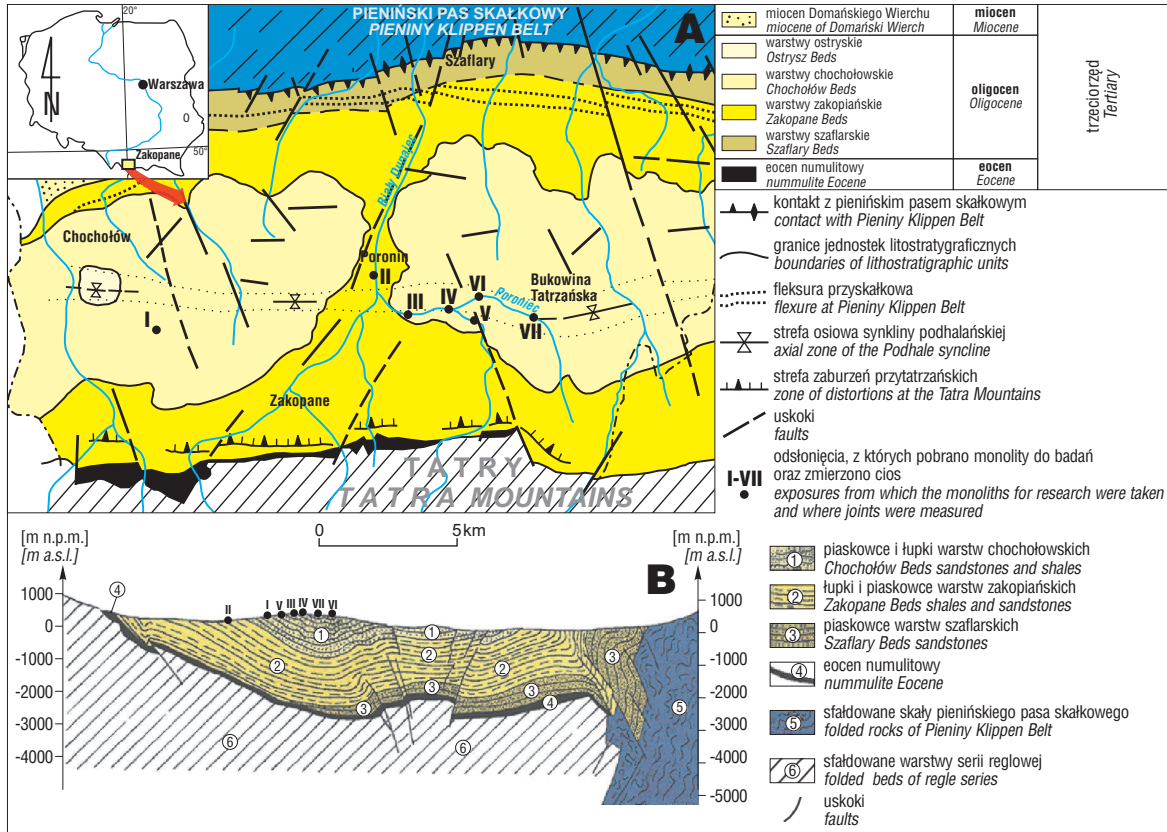 20°
Warszawa
N
0
50°
Zakopane
PIENIŃSKI PAS SKAŁKOWY
PIENINY KLIPPEN BELT
A
Szaflary
Biały Dunajec
Chochołów
Poronin
II
I
III
IV
VI
V
VII
Poroniec
Bukowina
Tatrzańska
Zakopane
TATRY
TATRA MOUNTAINS
0 5 km
miocen Domańskiego Wierchu
miocene of Domański Wierch
miocen
Miocene
warstwy ostryskie
Ostrysz Beds
warstwy chochołowskie
Chochołów Beds
warstwy zakopiańskie
Zakopane Beds
warstwy szaflarskie
Szaflary Beds
oligocen
Oligocene
eocen numulitowy
nummulite Eocene
eocen
Eocene
trzeciorzęd
Tertiary
kontakt z pienińskim pasem skałkowym
contact with Pieniny Klippen Belt
granice jednostek litostratygraficznych
boundaries of lithostratigraphic units
fleksura przyskałkowa
flexure at Pieniny Klippen Belt
strefa osiowa synkliny podhalańskiej
axial zone of the Podhale syncline
strefa zaburzeń przytatrzańskich
zone of distortions at the Tatra Mountains
uskoki
faults
I-VII
odsłonięcia, z których pobrano monolity do badań
oraz zmierzono cios
exposures from which the monoliths for research were taken
and where joints were measured
[m n.p.m.]
[m a.s.l.]
1000
0
-1000
-2000
-3000
-4000
B
[m n.p.m.]
[m a.s.l.]
1000
0
-1000
-2000
-3000
-4000
-5000
4
II
I
V
III
IV
VII
VI
1
1
2
2
2
3
3
3
4
5
6
6
1
piaskowce i łupki warstw chochołowskich
Chochołów Beds sandstones and shales
2
łupki i piaskowce warstw zakopiańskich
Zakopane Beds shales and sandstones
3
piaskowce warstw szaflarskich
Szaflary Beds sandstones
4
eocen numulitowy
nummulite Eocene
5
sfałdowane skały pienińskiego pasa skałkowego
folded rocks of Pieniny Klippen Belt
6
sfałdowane warstwy serii reglowej
folded beds of regle series
uskoki
faults